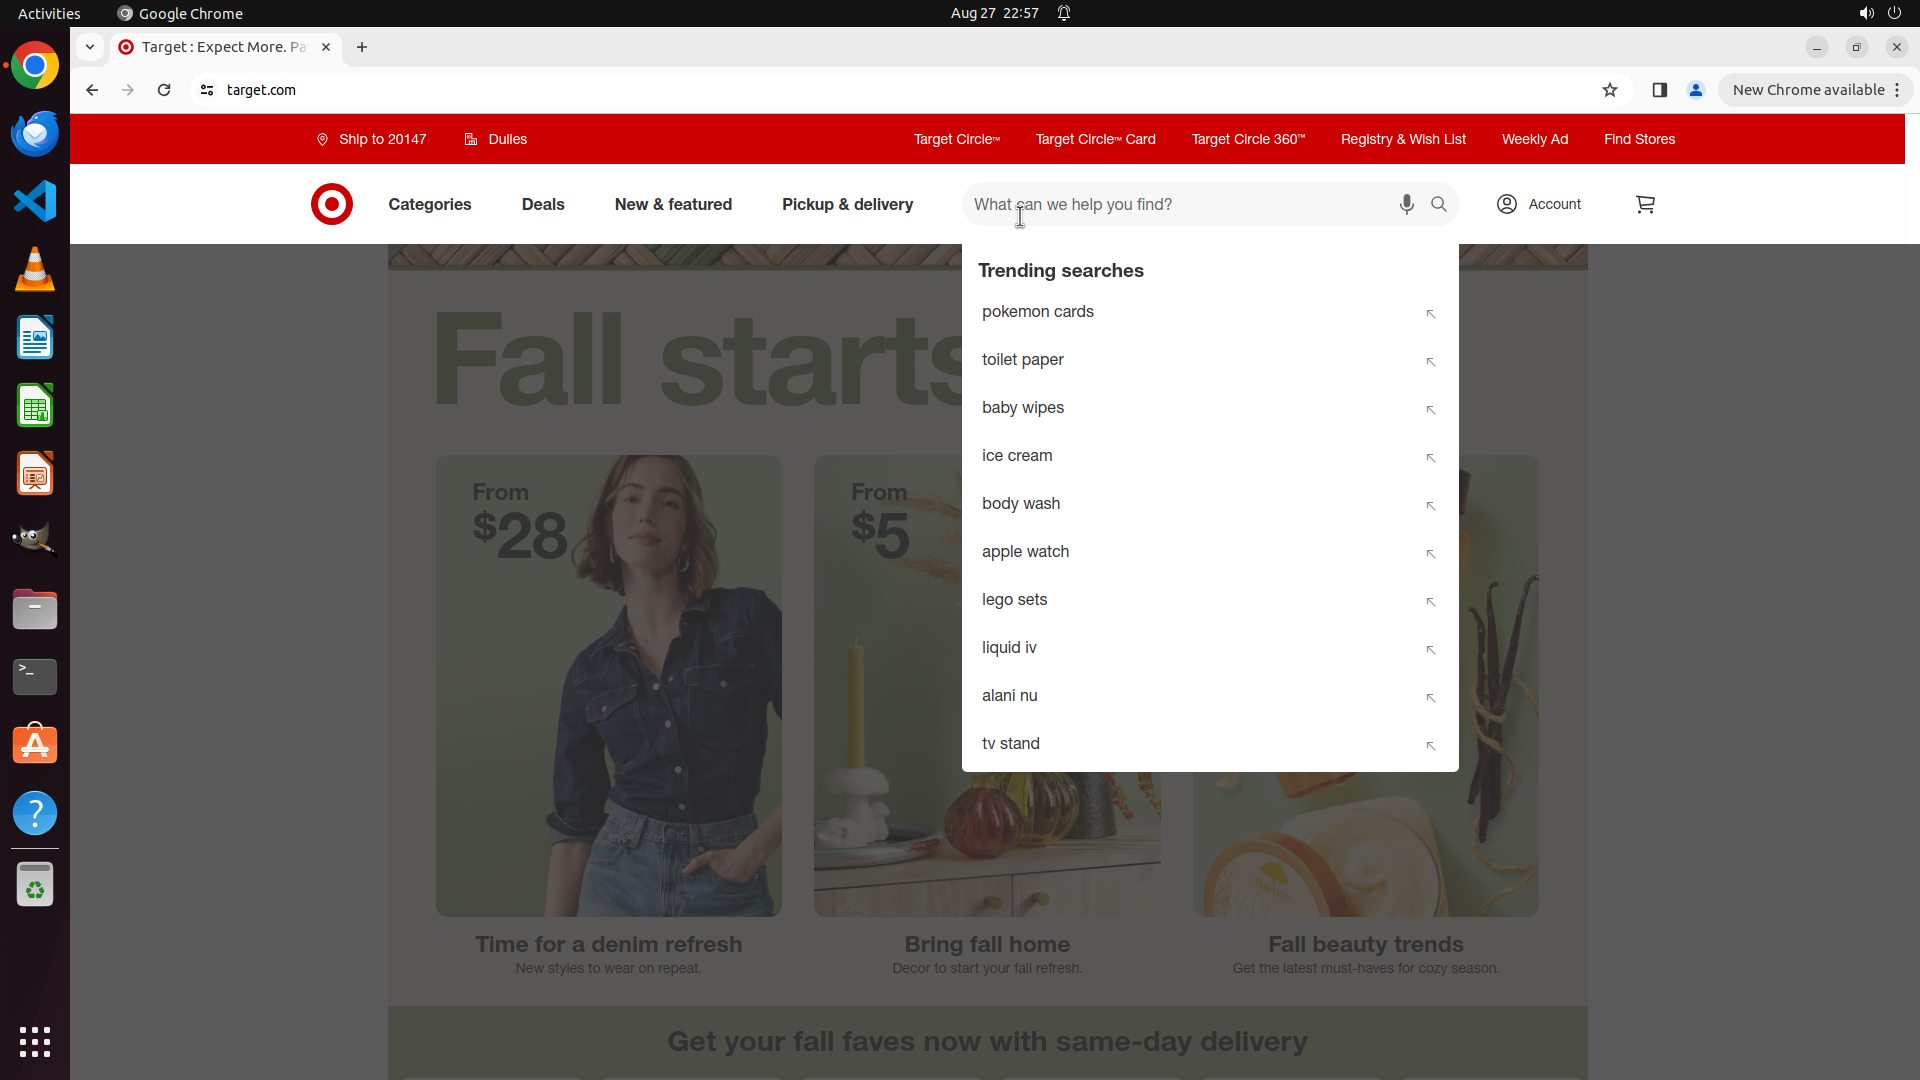 Activities
Google Chrome
Aug 27 22:57
Target : Expect More. Pa
target.com
New Chrome available
Ship to 20147
Dulles
Target Circle™
Target Circle™ Card
Target Circle 360™
Registry & Wish List
Weekly Ad
Find Stores
Categories
Deals
New & featured
Pickup & delivery
What can we help you find?
Account
Trending searches
pokemon cards
toilet paper
baby wipes
ice cream
body wash
apple watch
lego sets
liquid iv
alani nu
tv stand
Fall starts
From
$28
From
$5
Time for a denim refresh
New styles to wear on repeat.
Bring fall home
Decor to start your fall refresh.
Fall beauty trends
Get the latest must-haves for cozy season.
Get your fall faves now with same-day delivery